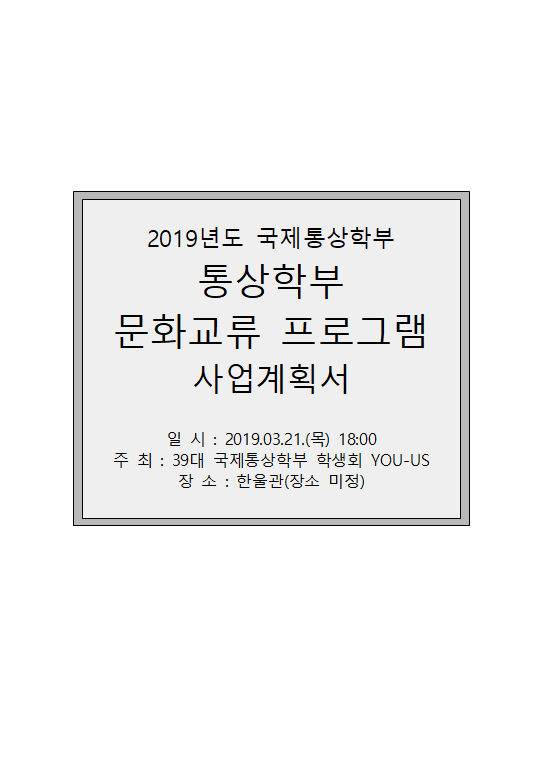 2019년도 국제통상학부
통상학부
문화교류 프로그램
사업계획서
일 시 : 2019.03.21.(목) 18:00
주 최 : 39대 국제통상학부 학생회 YOU-US
장 소 : 한울관(장소 미정)